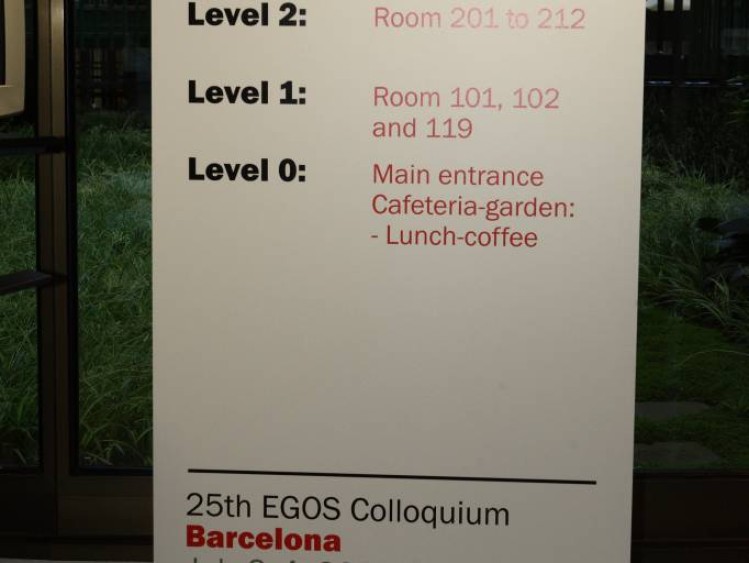 Level 2: Room 201 to 212
Level 1: Room 101, 102
and 119
Level 0: Main entrance
Cafeteria-garden:
- Lunch-coffee
25th EGOS Colloquium
Barcelona